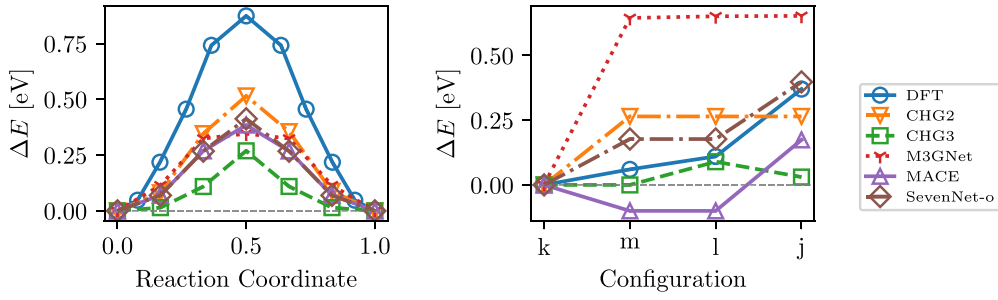 ΔE [eV]
0.75
0.50
0.25
0.00
0.0 0.5 1.0
Reaction Coordinate
ΔE [eV]
0.50
0.25
0.00
k m l j
Configuration
DFT
CHG2
CHG3
M3GNet
MACE
SevenNet-o